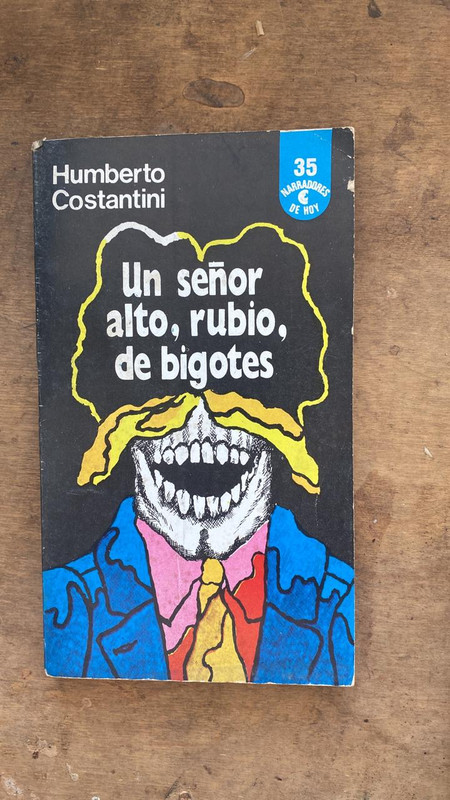 Humberto
Costantini
35
NARRADORES
DE HOY
Un señor
alto, rubio,
de bigotes